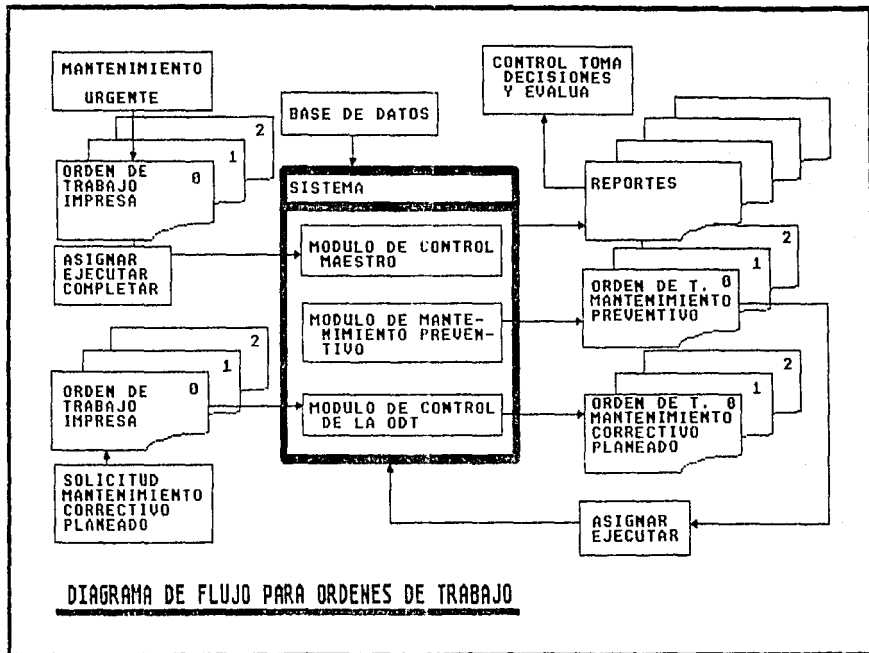 MANTENIMIENTO
URGENTE
2
1
ORDEN DE 0
TRABAJO
IMPRESA
ASIGNAR
EJECUTAR
COMPLETAR
2
1
ORDEN DE 0
TRABAJO
IMPRESA
SOLICITUD
MANTENIMIENTO
CORRECTIVO
PLANEADO
BASE DE DATOS
SISTEMA
MODULO DE CONTROL
MAESTRO
MODULO DE MANTE-
NIMIENTO PREVEN-
TIVO
MODULO DE CONTROL
DE LA ODT
CONTROL TOMA
DECISIONES
Y EVALUA
REPORTES
2
1
ORDEN DE T. 0
MANTENIMIENTO
PREVENTIVO
2
1
ORDEN DE T. 0
MANTENIMIENTO
CORRECTIVO
PLANEADO
ASIGNAR
EJECUTAR
DIAGRAMA DE FLUJO PARA ORDENES DE TRABAJO